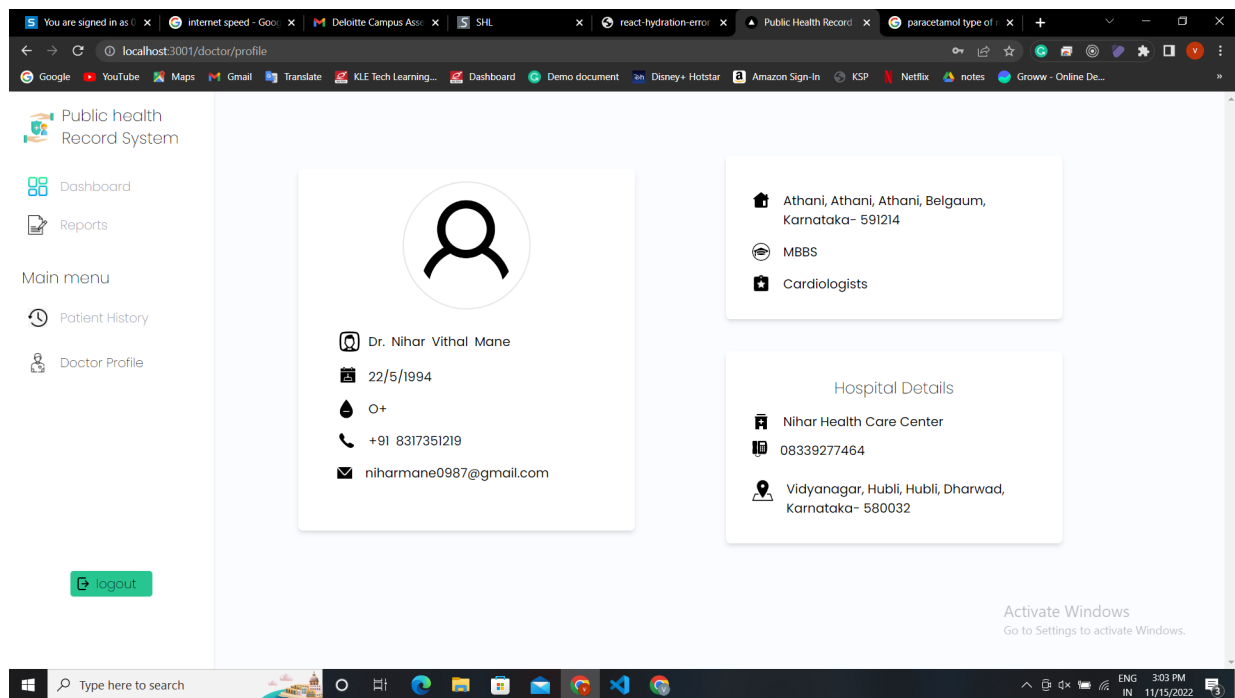 You are signed in as
internet speed - Goog
Deloitte Campus Asse
SHL
react-hydration-error
Public Health Record
paracetamol type of
localhost:3001/doctor/profile
Google
YouTube
Maps
Gmail
Translate
KLE Tech Learning...
Dashboard
Demo document
Disney+ Hotstar
Amazon Sign-In
KSP
Netflix
notes
Groww - Online De...
Public health
Record System
Dashboard
Reports
Main menu
Patient History
Doctor Profile
logout
Dr. Nihar Vithal Mane
22/5/1994
O+
+91 8317351219
niharmane0987@gmail.com
Athani, Athani, Athani, Belgaum,
Karnataka- 591214
MBBS
Cardiologists
Hospital Details
Nihar Health Care Center
08339277464
Vidyanagar, Hubli, Hubli, Dharwad,
Karnataka- 580032
Activate Windows
Go to Settings to activate Windows.
Type here to search
ENG
IN
3:03 PM
11/15/2022
3